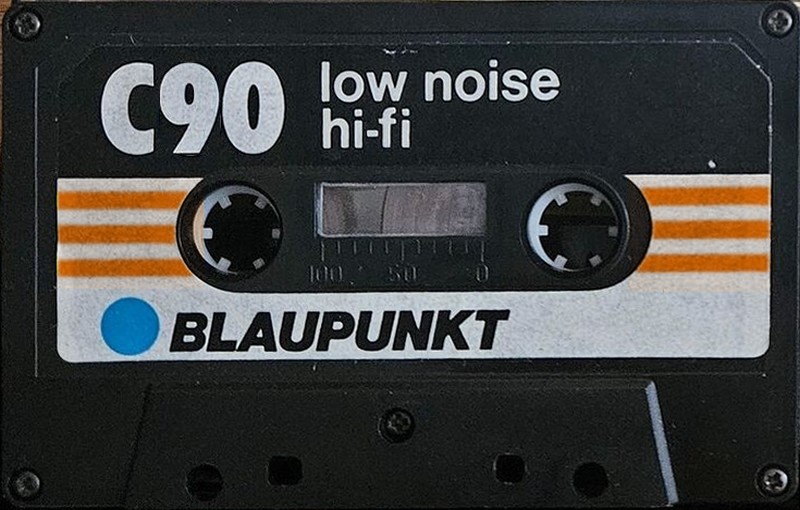 C90 low noise
hi-fi
100 50 0
BLAUPUNKT